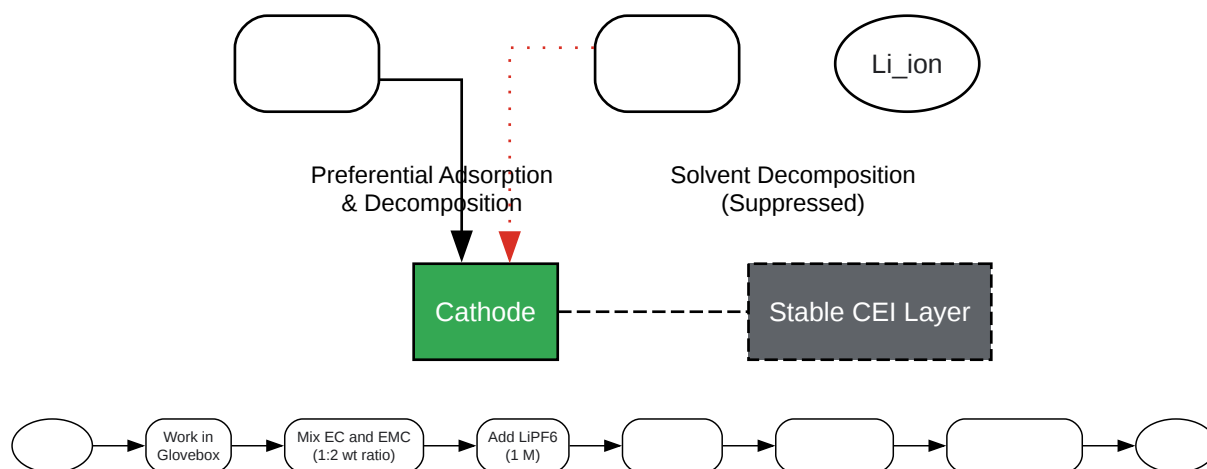 Li_ion
Preferential Adsorption
& Decomposition
Solvent Decomposition
(Suppressed)
Cathode
Stable CEI Layer
Work in
Glovebox
Mix EC and EMC
(1:2 wt ratio)
Add LiPF6
(1 M)